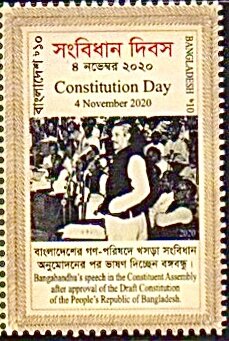 বাংলাদেশ ৳১০
সংবিধান দিবস
৪ নভেম্বর ২০২০
Constitution Day
4 November 2020
BANGLADESH ৳10
2020
বাংলাদেশের গণ-পরিষদে খসড়া সংবিধান
অনুমোদনের পর ভাষণ দিচ্ছেন বঙ্গবন্ধু।
Bangabandhu's speech in the Constituent Assembly
after approval of the Draft Constitution
of the People's Republic of Bangladesh.